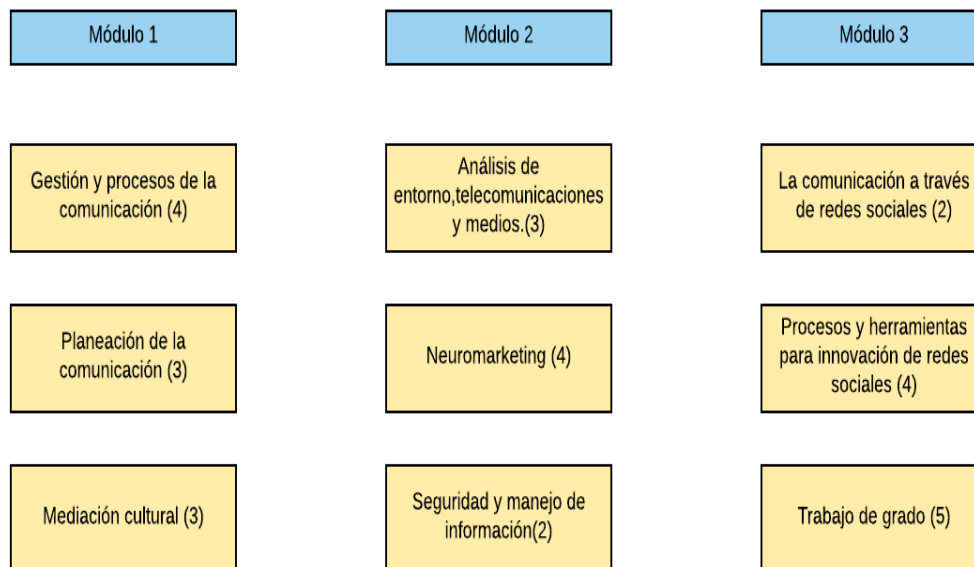 Módulo 1
Módulo 2
Módulo 3
Gestión y procesos de la
comunicación (4)
Análisis de
entorno,telecomunicaciones
y medios.(3)
La comunicación a través
de redes sociales (2)
Planeación de la
comunicación (3)
Neuromarketing (4)
Procesos y herramientas
para innovación de redes
sociales (4)
Mediación cultural (3)
Seguridad y manejo de
información(2)
Trabajo de grado (5)